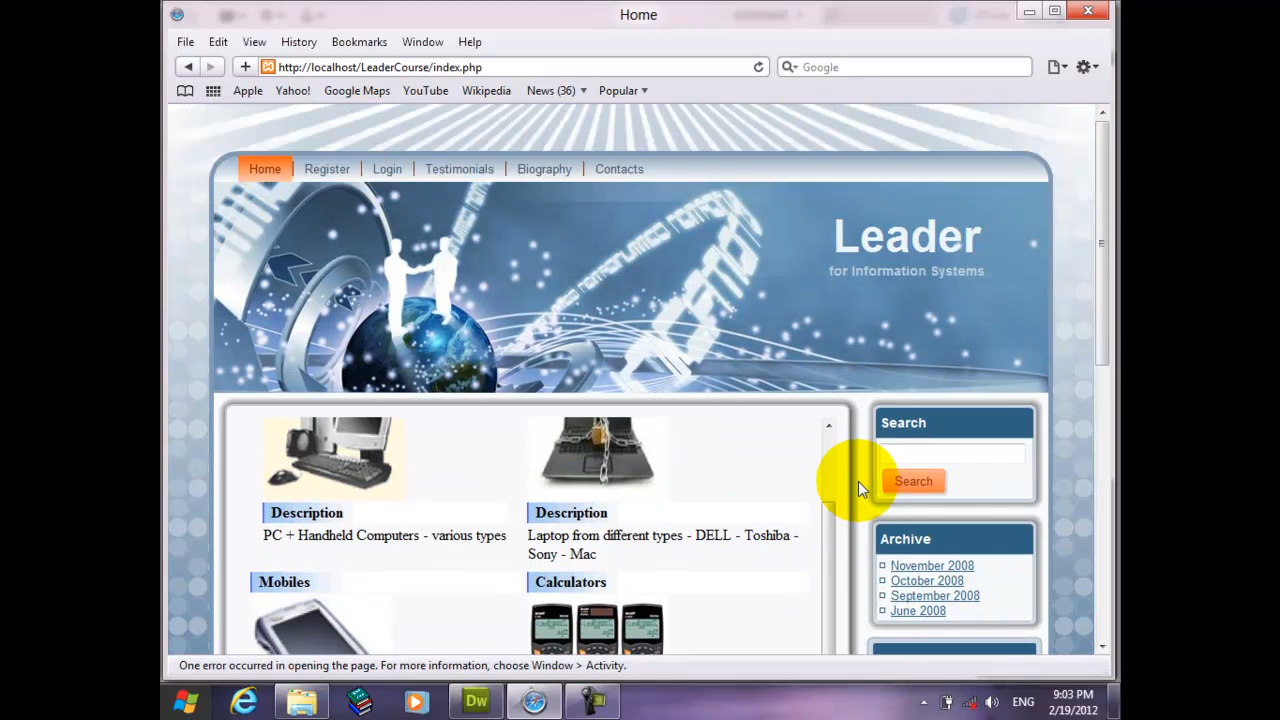 Home
File Edit View History Bookmarks Window Help
http://localhost/LeaderCourse/index.php
Google
Apple Yahoo! Google Maps YouTube Wikipedia News (36) Popular
Home Register Login Testimonials Biography Contacts
Leader
for Information Systems
Description
PC + Handheld Computers - various types
Description
Laptop from different types - DELL - Toshiba -
Sony - Mac
Mobiles
Calculators
Search
Search
Archive
November 2008
October 2008
September 2008
June 2008
One error occurred in opening the page. For more information, choose Window > Activity.
Dw
ENG
9:03 PM
2/19/2012